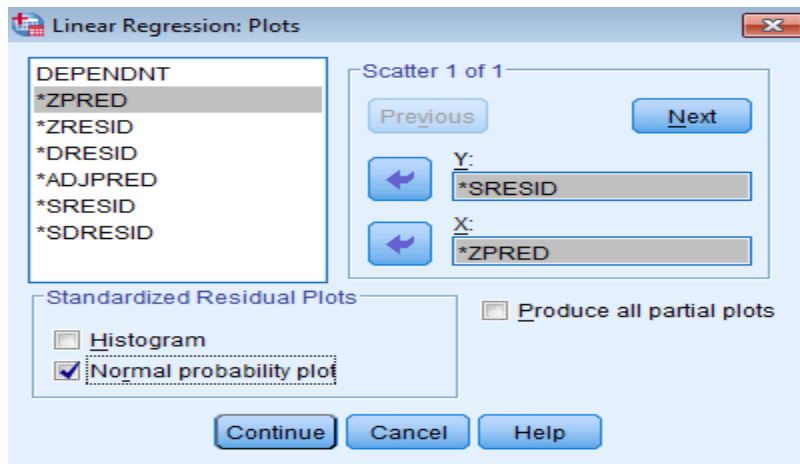 Linear Regression: Plots
DEPENDNT
*ZPRED
*ZRESID
*DRESID
*ADJPRED
*SRESID
*SDRESID
Scatter 1 of 1
Previous
Next
Y:
*SRESID
X:
*ZPRED
Standardized Residual Plots
Histogram
Normal probability plot
Produce all partial plots
Continue
Cancel
Help